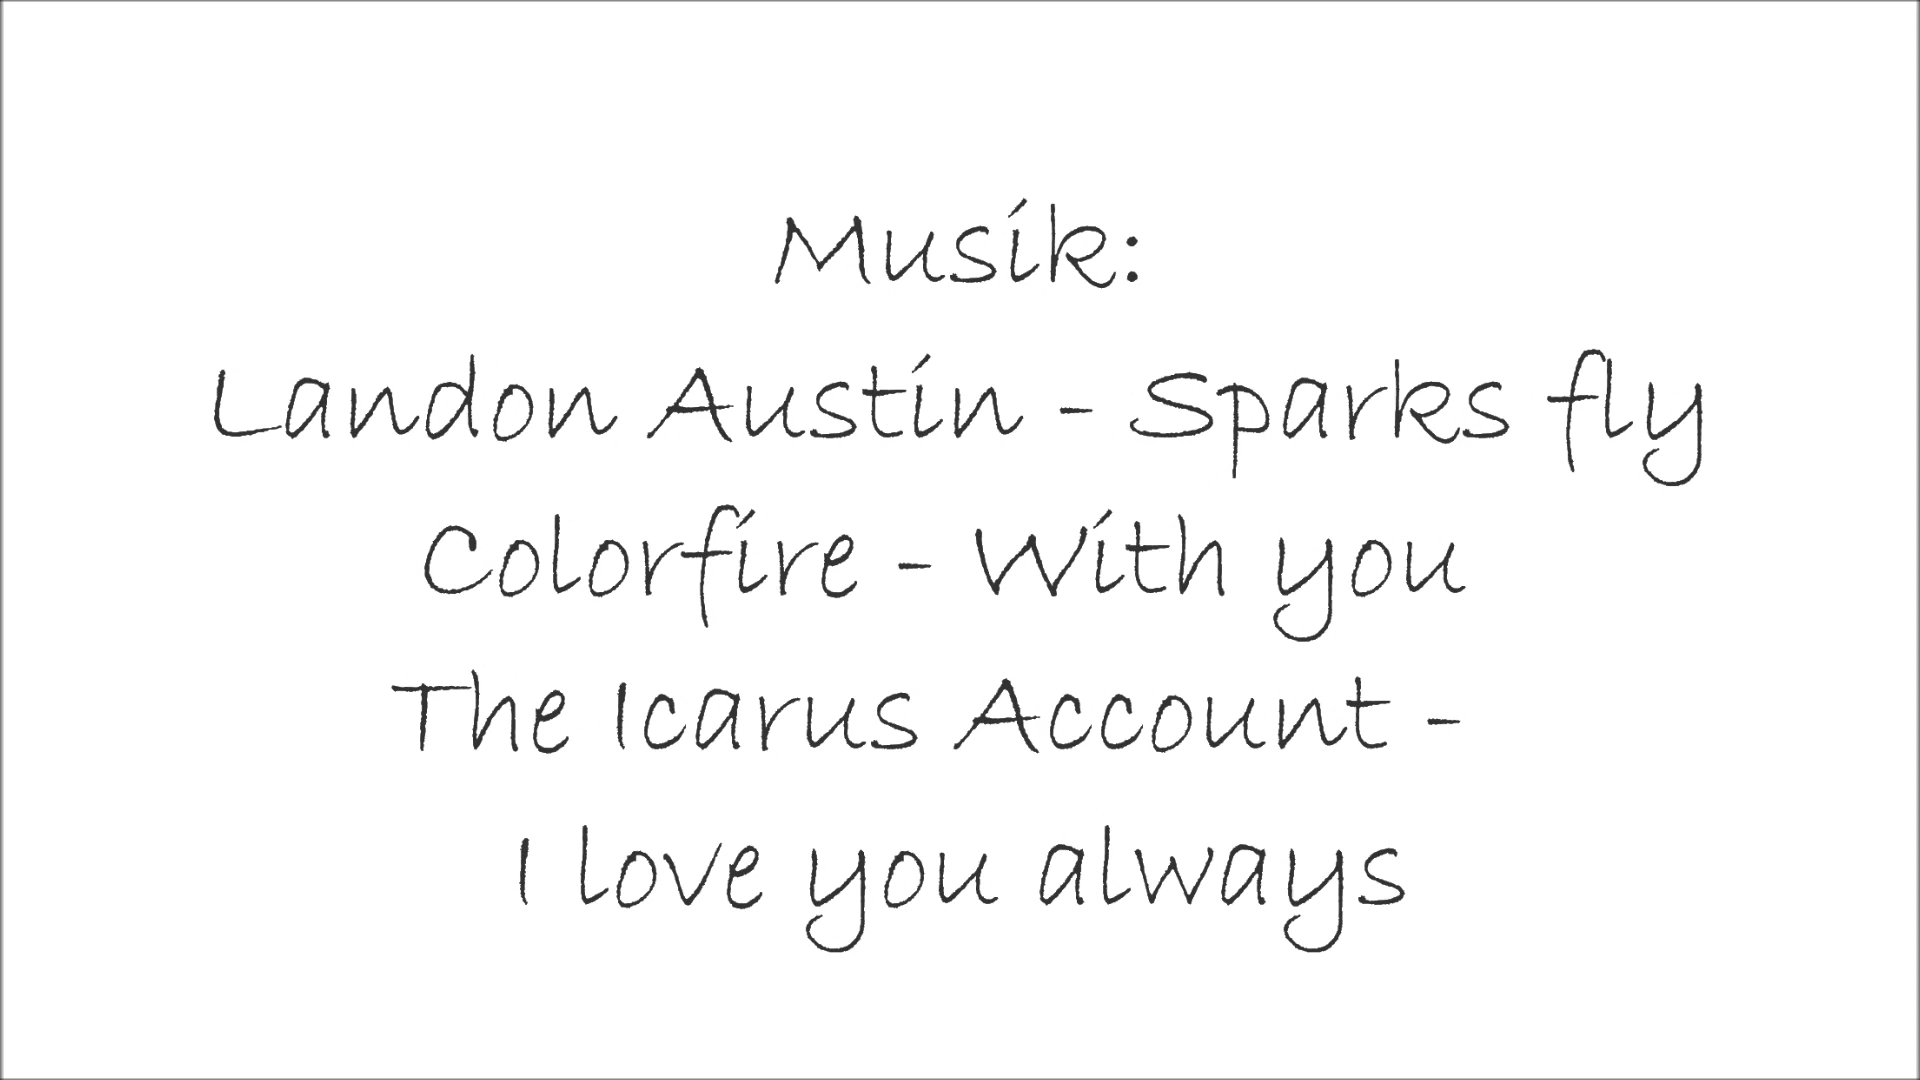 Musik:
Landon Austin - Sparks fly
Colorfire - With you
The Icarus Account -
I love you always